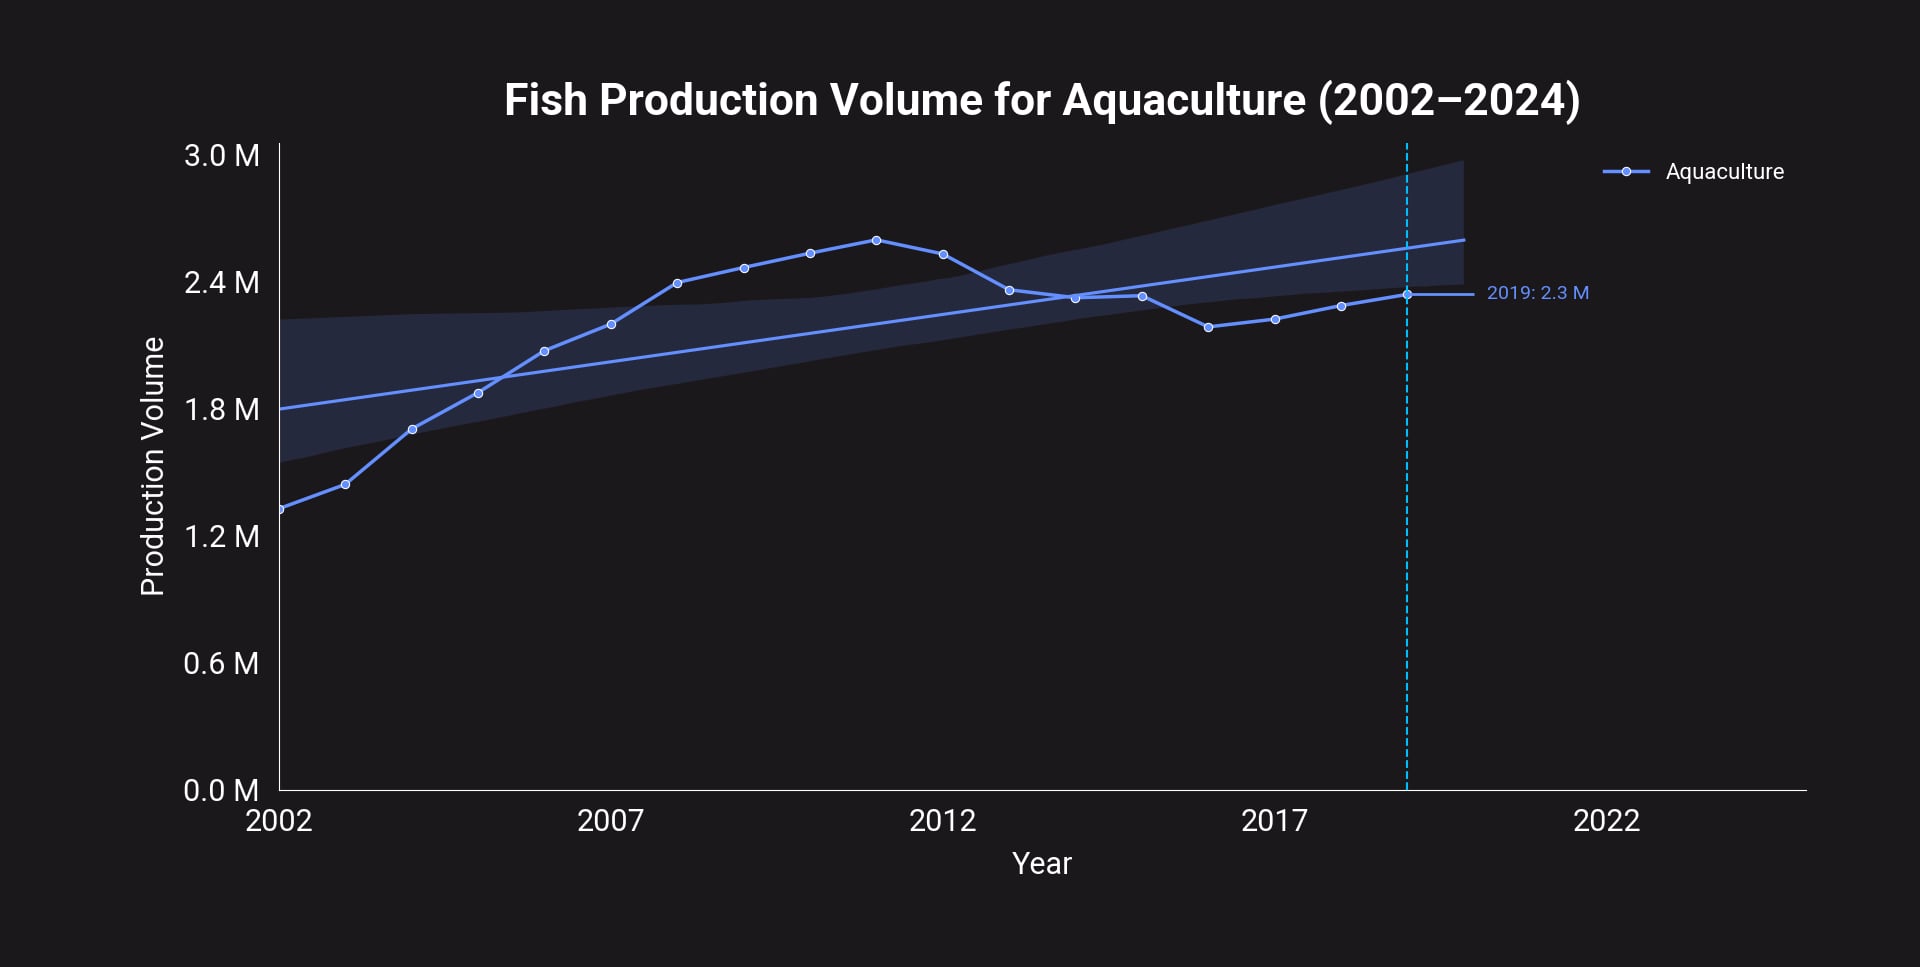 Fish Production Volume for Aquaculture (2002–2024)
3.0 M
Aquaculture
2.4 M
2019: 2.3 M
1.8 M
Production Volume
1.2 M
0.6 M
0.0 M
2002 2007 2012 2017 2022
Year